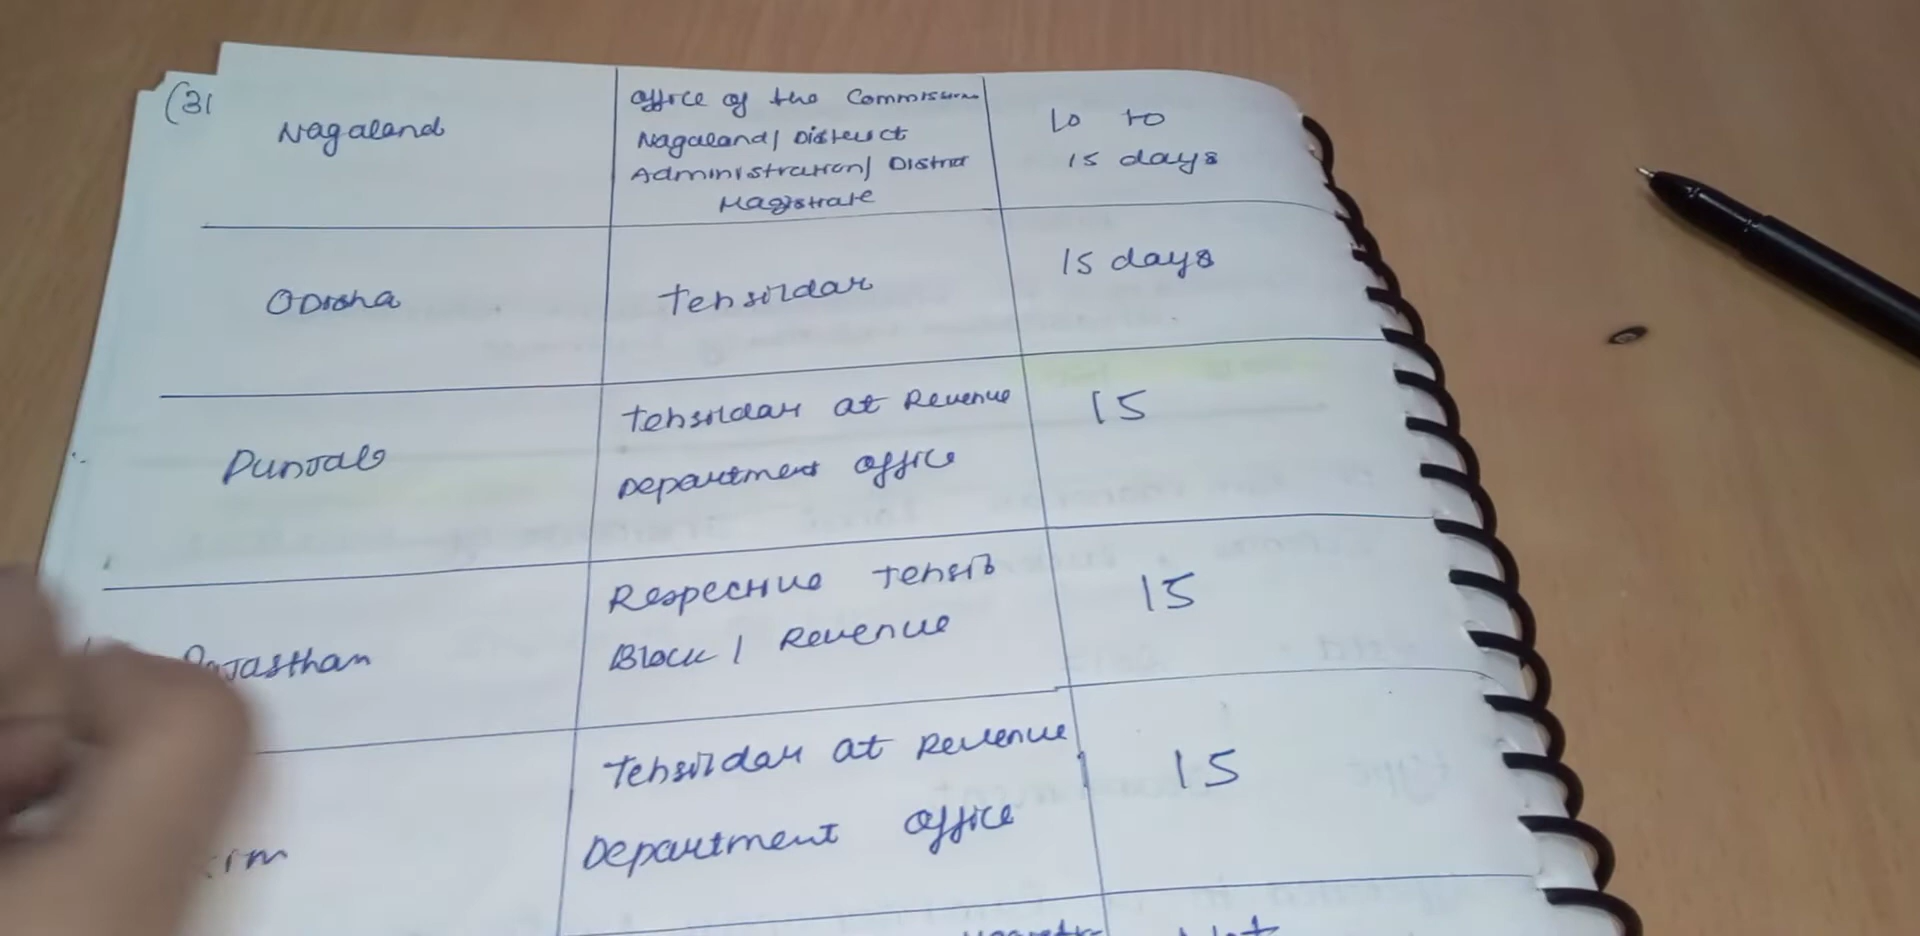 (31
Nagaland
Office of the Commission
Nagaland/ District
Administration/ District
Magistrate
10 to
15 days
Odisha
Tehsildar
15 days
Punjab
Tehsildar at Revenue
Department office
15
Rajasthan
Respective Tehsil
Block / Revenue
15
Tehsildar at Revenue
Department office
15